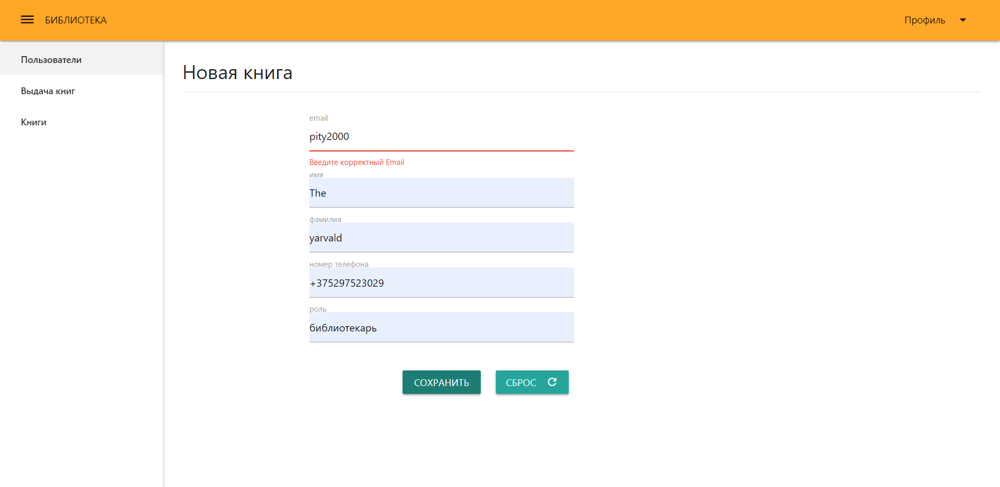 БИБЛИОТЕКА
Профиль
Пользователи
Выдача книг
Книги
Новая книга
email
pity2000
Введите корректный Email
имя
The
фамилия
yarvald
номер телефона
+375297523029
роль
библиотекарь
СОХРАНИТЬ
СБРОС